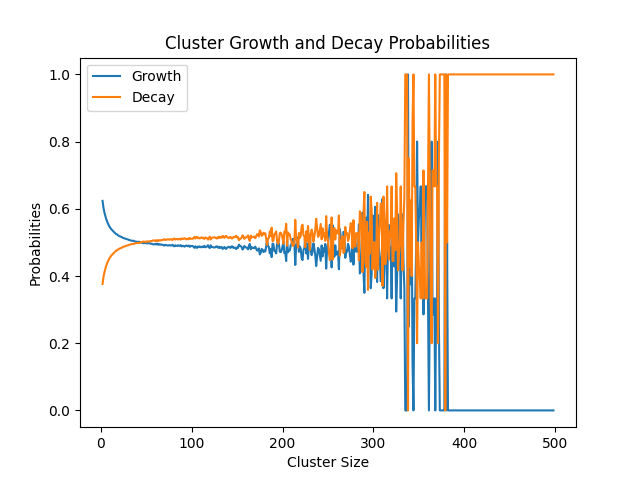 Cluster Growth and Decay Probabilities
Growth
Decay
1.0
0.8
0.6
0.4
0.2
0.0
Probabilities
0
100
200
300
400
500
Cluster Size